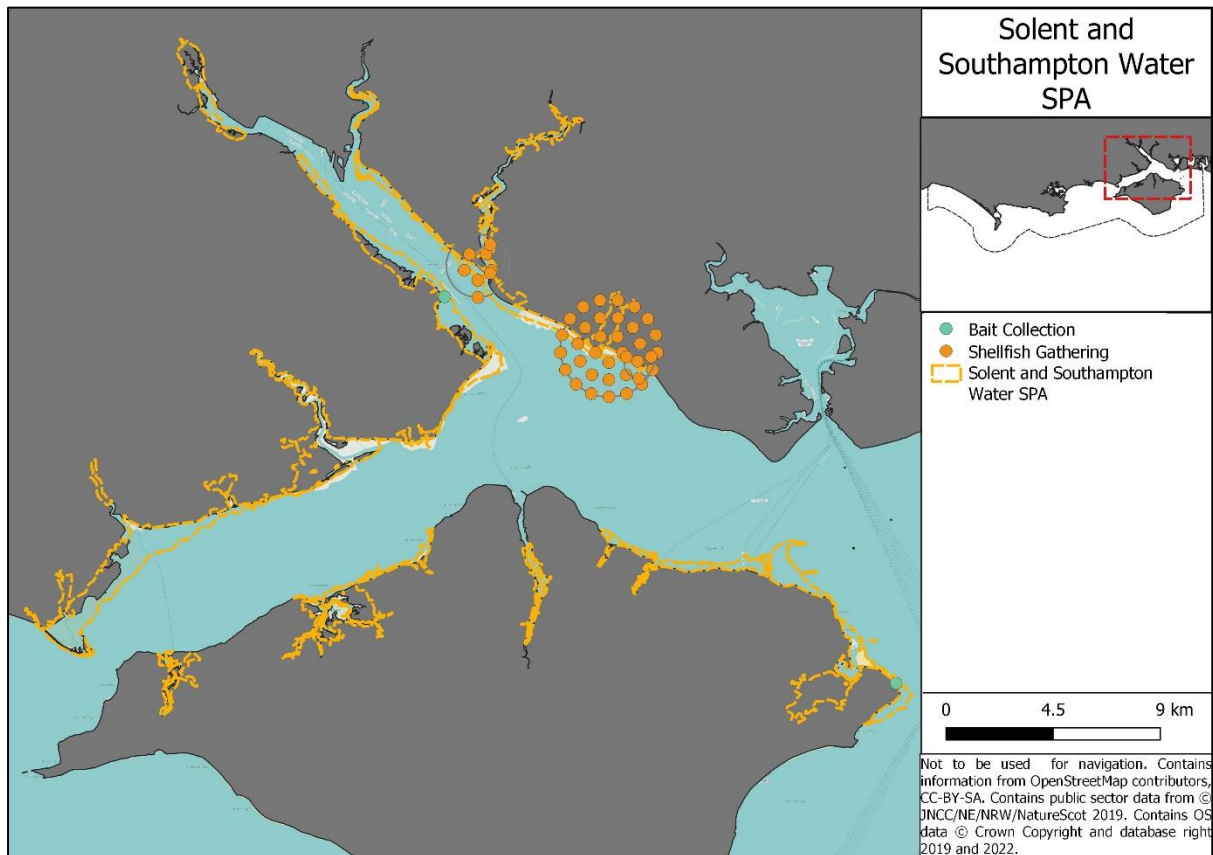 Solent and
Southampton Water
SPA
Bait Collection
Shellfish Gathering
Solent and Southampton
Water SPA
0 4.5 9 km
Not to be used for navigation. Contains
information from OpenStreetMap contributors,
CC-BY-SA. Contains public sector data from ©
JNCC/NE/NRW/NatureScot 2019. Contains OS
data © Crown Copyright and database right
2019 and 2022.